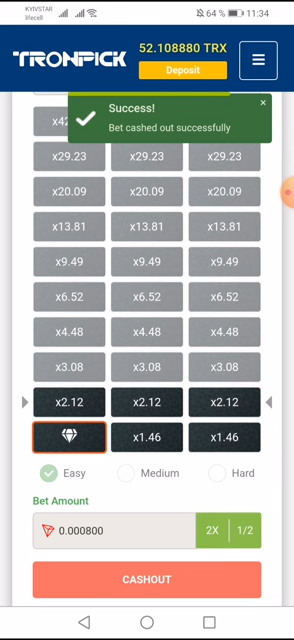 KYIVSTAR
lifecell
64 %
11:34
TRONPICK
52.108880 TRX
Deposit
Success!
Bet cashed out successfully
×
x42
x29.23 x29.23 x29.23
x20.09 x20.09 x20.09
x13.81 x13.81 x13.81
x9.49 x9.49 x9.49
x6.52 x6.52 x6.52
x4.48 x4.48 x4.48
x3.08 x3.08 x3.08
x2.12 x2.12 x2.12
x1.46 x1.46
Easy Medium Hard
Bet Amount
0.000800 2X 1/2
CASHOUT